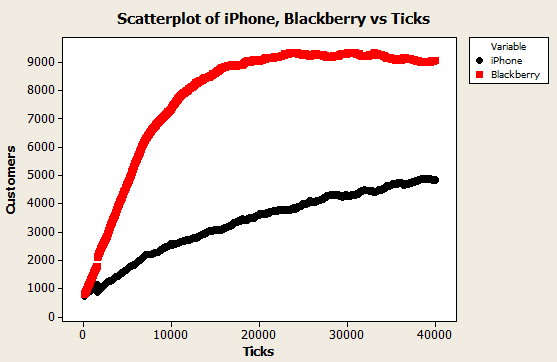 Scatterplot of iPhone, Blackberry vs Ticks
Variable
iPhone
Blackberry
Customers
9000
8000
7000
6000
5000
4000
3000
2000
1000
0
0 10000 20000 30000 40000
Ticks